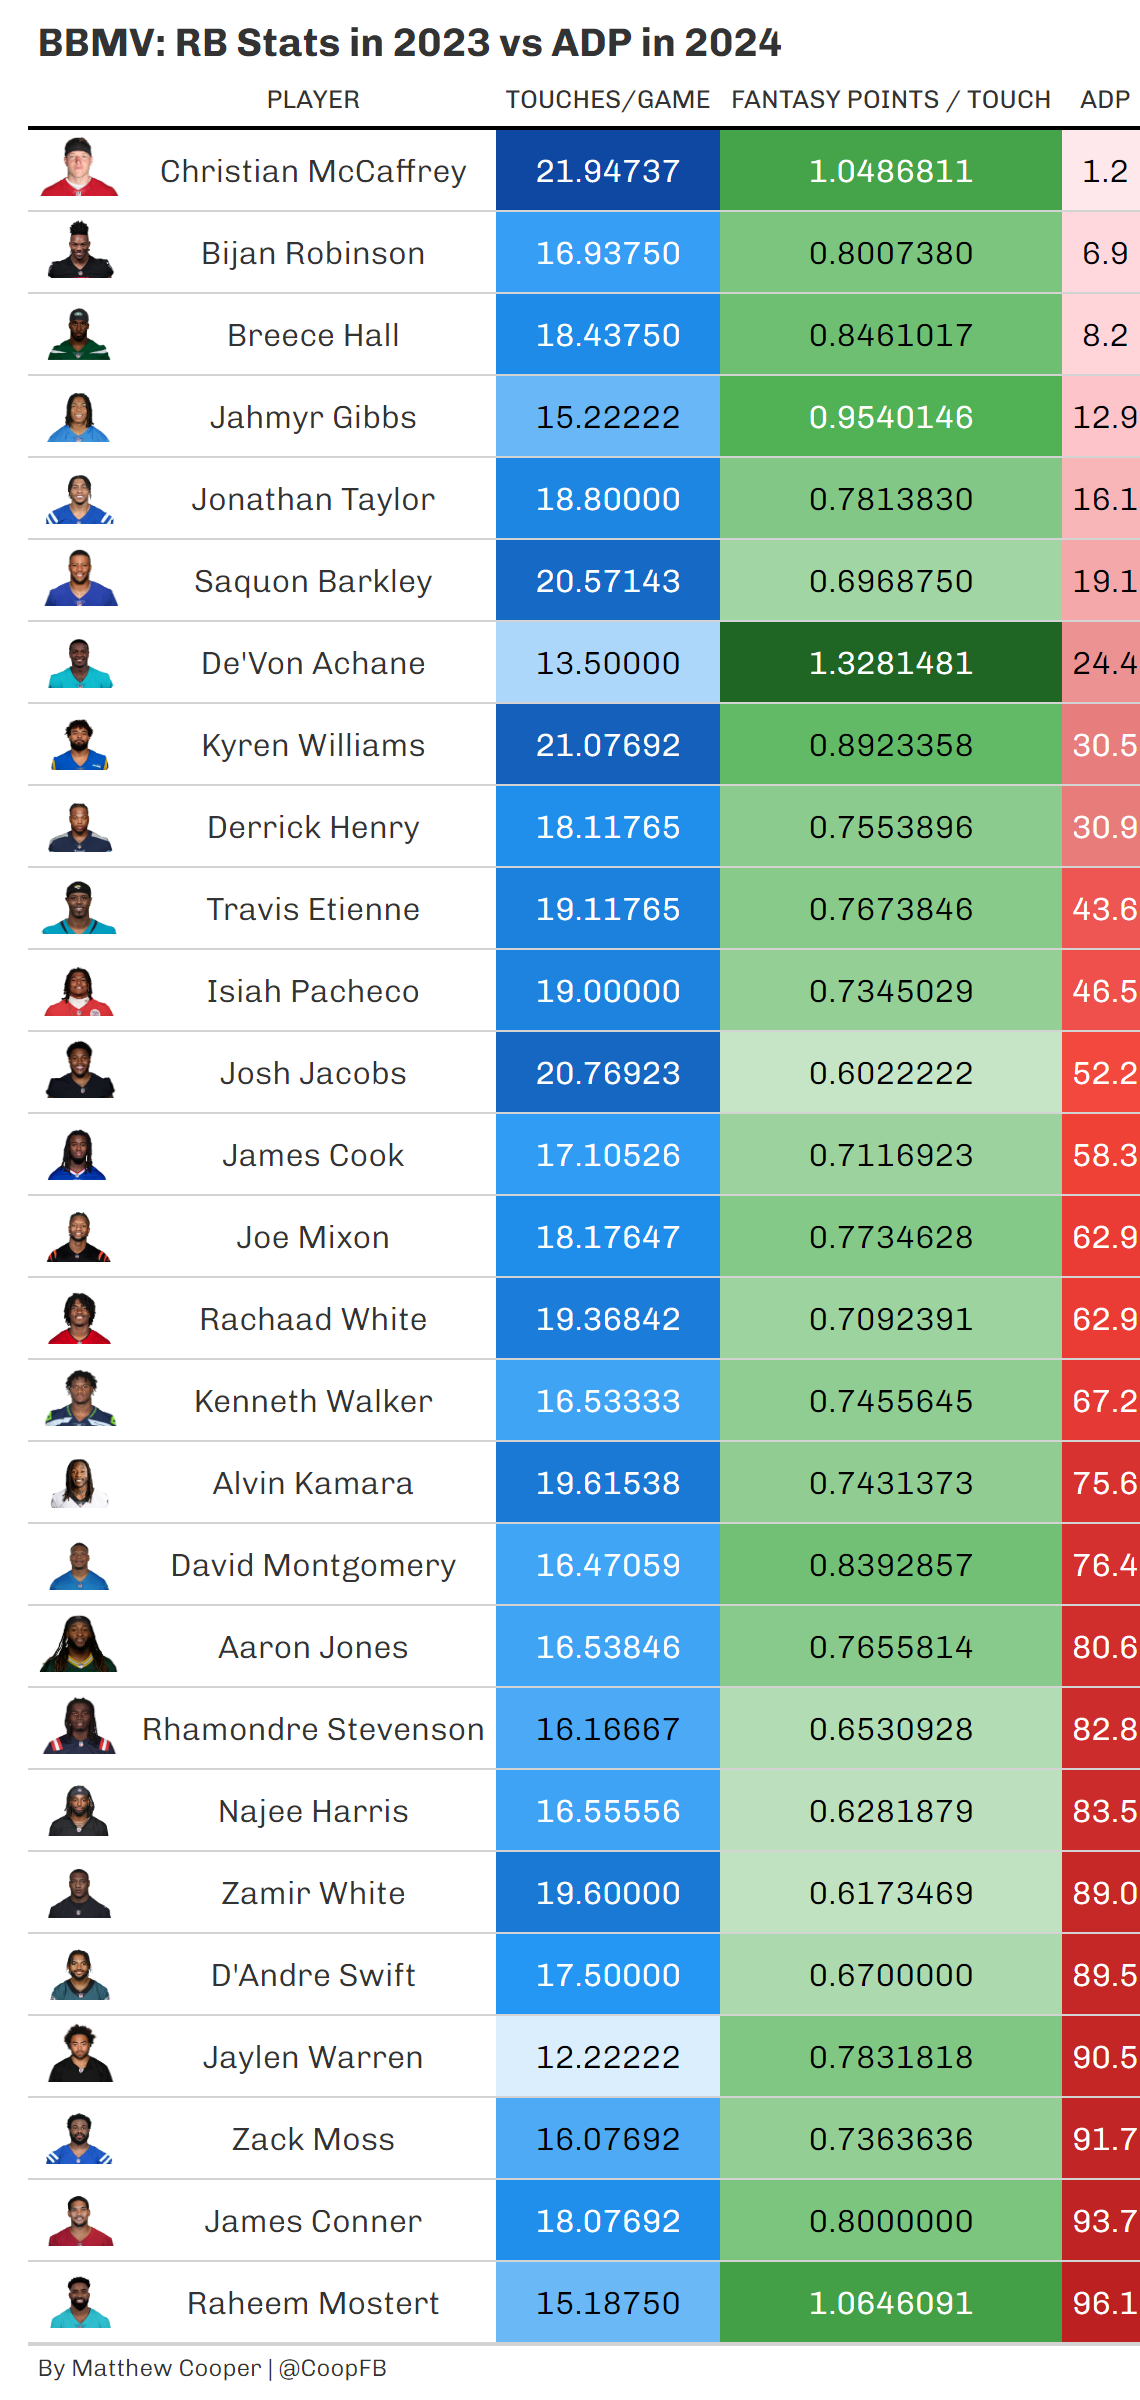 BBMV: RB Stats in 2023 vs ADP in 2024
PLAYER TOUCHES/GAME FANTASY POINTS / TOUCH ADP
Christian McCaffrey 21.94737 1.0486811 1.2
Bijan Robinson 16.93750 0.8007380 6.9
Breece Hall 18.43750 0.8461017 8.2
Jahmyr Gibbs 15.22222 0.9540146 12.9
Jonathan Taylor 18.80000 0.7813830 16.1
Saquon Barkley 20.57143 0.6968750 19.1
De'Von Achane 13.50000 1.3281481 24.4
Kyren Williams 21.07692 0.8923358 30.5
Derrick Henry 18.11765 0.7553896 30.9
Travis Etienne 19.11765 0.7673846 43.6
Isiah Pacheco 19.00000 0.7345029 46.5
Josh Jacobs 20.76923 0.6022222 52.2
James Cook 17.10526 0.7116923 58.3
Joe Mixon 18.17647 0.7734628 62.9
Rachaad White 19.36842 0.7092391 62.9
Kenneth Walker 16.53333 0.7455645 67.2
Alvin Kamara 19.61538 0.7431373 75.6
David Montgomery 16.47059 0.8392857 76.4
Aaron Jones 16.53846 0.7655814 80.6
Rhamondre Stevenson 16.16667 0.6530928 82.8
Najee Harris 16.55556 0.6281879 83.5
Zamir White 19.60000 0.6173469 89.0
D'Andre Swift 17.50000 0.6700000 89.5
Jaylen Warren 12.22222 0.7831818 90.5
Zack Moss 16.07692 0.7363636 91.7
James Conner 18.07692 0.8000000 93.7
Raheem Mostert 15.18750 1.0646091 96.1
By Matthew Cooper | @CoopFB